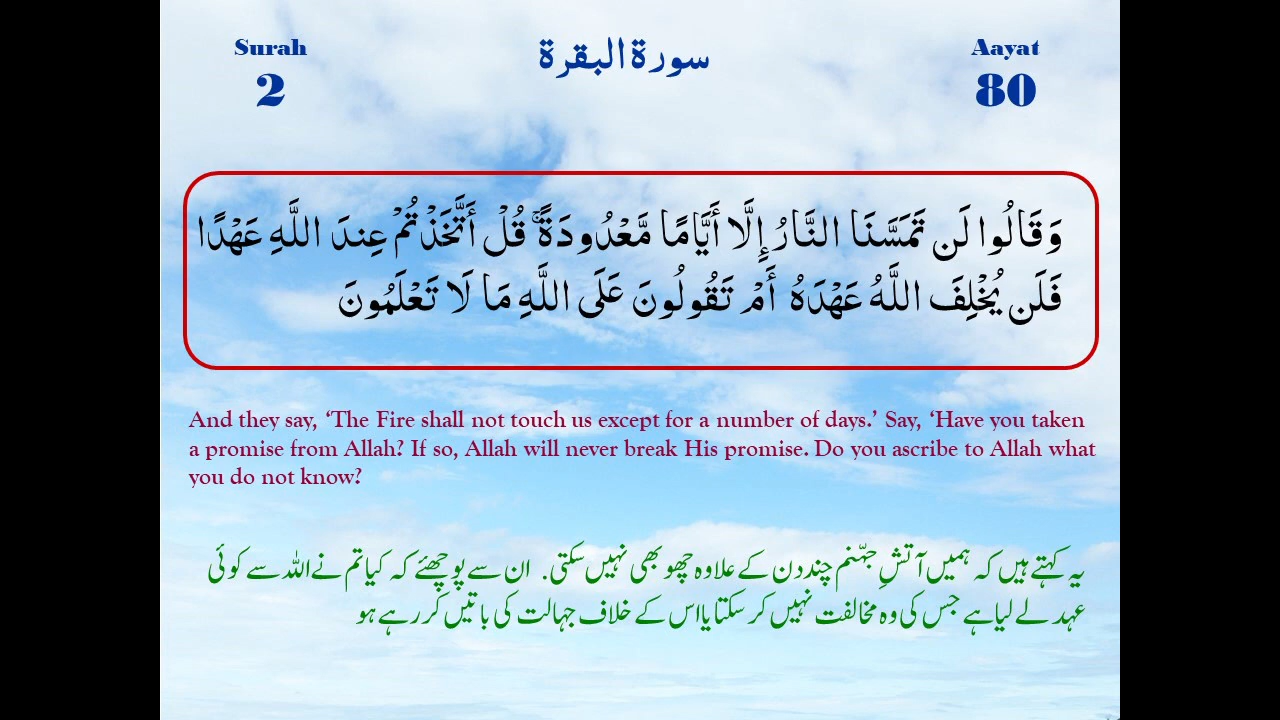 Surah
2
سورة البقرة
Aayat
80
وَقَالُوا لَن تَمَسَّنَا النَّارُ إِلَّا أَيَّامًا مَّعْدُودَةً ۚ قُلْ أَتَّخَذْتُمْ عِندَ اللَّهِ عَهْدًا
فَلَن يُخْلِفَ اللَّهُ عَهْدَهُ أَمْ تَقُولُونَ عَلَى اللَّهِ مَا لَا تَعْلَمُونَ
And they say, ‘The Fire shall not touch us except for a number of days.’ Say, ‘Have you taken
a promise from Allah? If so, Allah will never break His promise. Do you ascribe to Allah what
you do not know?
یہ کہتے ہیں کہ ہمیں آتشِ جہنّم چند دن کے علاوہ چھو بھی نہیں سکتی. ان سے پوچھئے کہ کیا تم نے اللہ سے کوئی
عہد لے لیا ہے جس کی وہ مخالفت نہیں کر سکتا یا اس کے خلاف جہالت کی باتیں کر رہے ہو